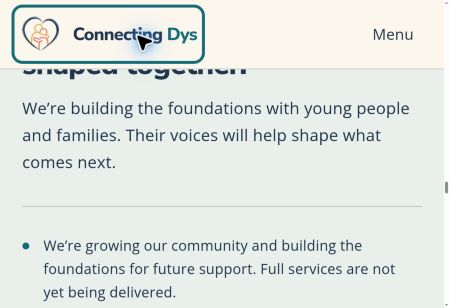 Connecting Dys
Menu
shaped together.
We’re building the foundations with young people
and families. Their voices will help shape what
comes next.
We’re growing our community and building the
foundations for future support. Full services are not
yet being delivered.